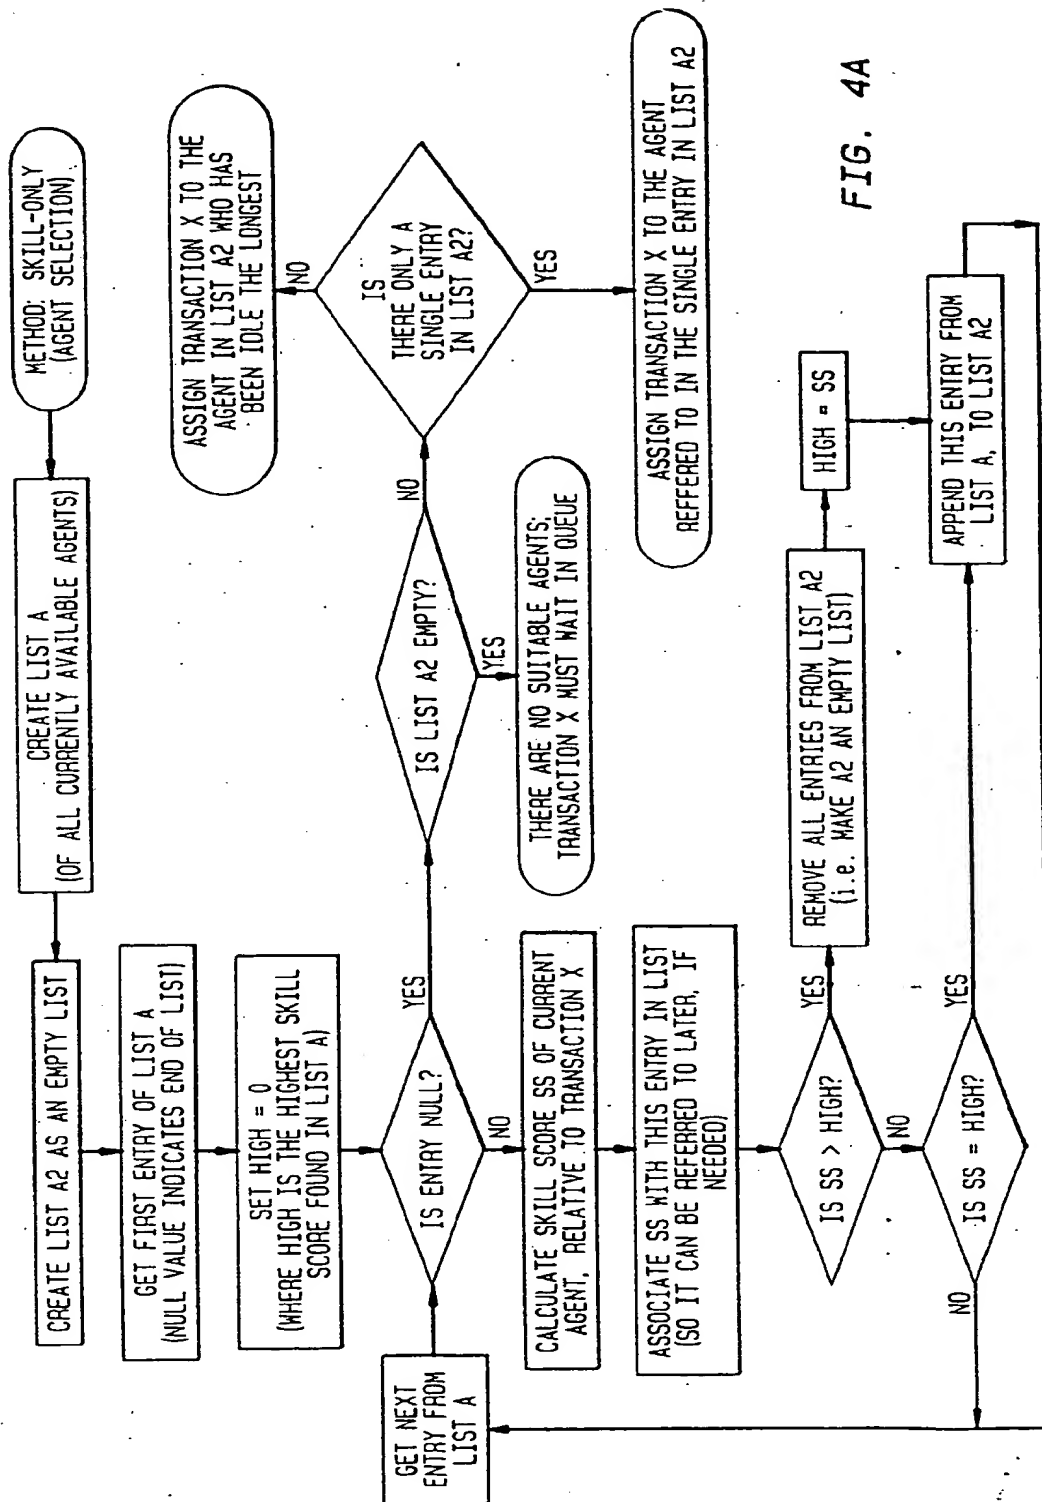 METHOD: SKILL-ONLY
(AGENT SELECTION)
CREATE LIST A
(OF ALL CURRENTLY AVAILABLE AGENTS)
CREATE LIST A2 AS AN EMPTY LIST
GET FIRST ENTRY OF LIST A
(NULL VALUE INDICATES END OF LIST)
SET HIGH = 0
(WHERE HIGH IS THE HIGHEST SKILL
SCORE FOUND IN LIST A)
GET NEXT
ENTRY FROM
LIST A
IS ENTRY NULL?
YES
NO
IS LIST A2 EMPTY?
NO
YES
THERE ARE NO SUITABLE AGENTS;
TRANSACTION X MUST WAIT IN QUEUE
IS
THERE ONLY A
SINGLE ENTRY
IN LIST A2?
NO
YES
ASSIGN TRANSACTION X TO THE
AGENT IN LIST A2 WHO HAS
BEEN IDLE THE LONGEST
ASSIGN TRANSACTION X TO THE AGENT
REFFERED TO IN THE SINGLE ENTRY IN LIST A2
CALCULATE SKILL SCORE SS OF CURRENT
AGENT, RELATIVE TO TRANSACTION X
ASSOCIATE SS WITH THIS ENTRY IN LIST
(SO IT CAN BE REFERRED TO LATER, IF
NEEDED)
IS SS > HIGH?
YES
NO
REMOVE ALL ENTRIES FROM LIST A2
(i.e. MAKE A2 AN EMPTY LIST)
HIGH = SS
IS SS = HIGH?
YES
NO
APPEND THIS ENTRY FROM
LIST A, TO LIST A2
FIG. 4A